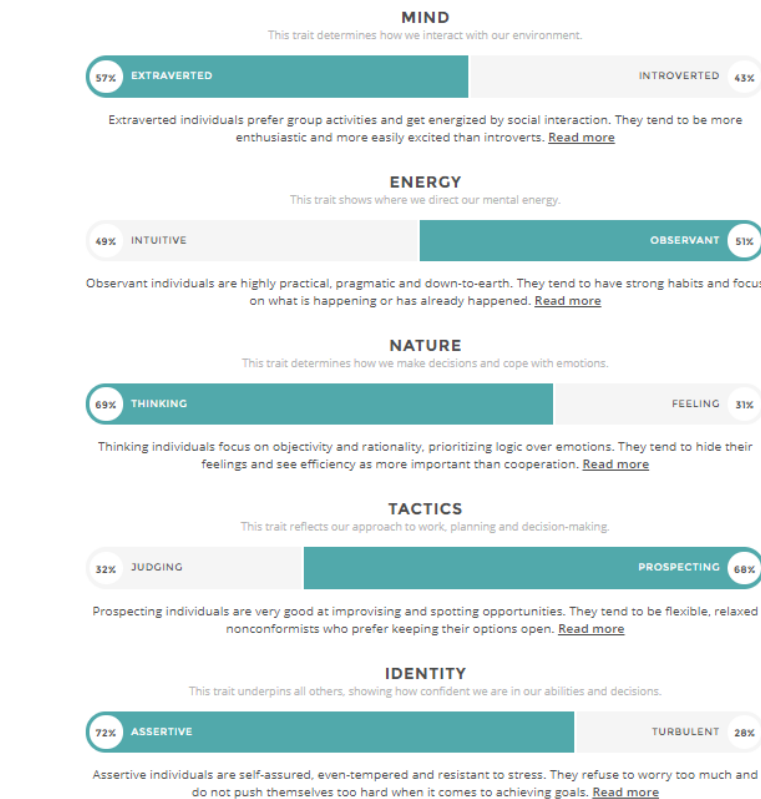 MIND
This trait determines how we interact with our environment.
57% EXTRAVERTED INTROVERTED 43%
Extraverted individuals prefer group activities and get energized by social interaction. They tend to be more
enthusiastic and more easily excited than introverts. Read more
ENERGY
This trait shows where we direct our mental energy.
49% INTUITIVE OBSERVANT 51%
Observant individuals are highly practical, pragmatic and down-to-earth. They tend to have strong habits and focus
on what is happening or has already happened. Read more
NATURE
This trait determines how we make decisions and cope with emotions.
69% THINKING FEELING 31%
Thinking individuals focus on objectivity and rationality, prioritizing logic over emotions. They tend to hide their
feelings and see efficiency as more important than cooperation. Read more
TACTICS
This trait reflects our approach to work, planning and decision-making.
32% JUDGING PROSPECTING 68%
Prospecting individuals are very good at improvising and spotting opportunities. They tend to be flexible, relaxed
nonconformists who prefer keeping their options open. Read more
IDENTITY
This trait underpins all others, showing how confident we are in our abilities and decisions.
72% ASSERTIVE TURBULENT 28%
Assertive individuals are self-assured, even-tempered and resistant to stress. They refuse to worry too much and
do not push themselves too hard when it comes to achieving goals. Read more